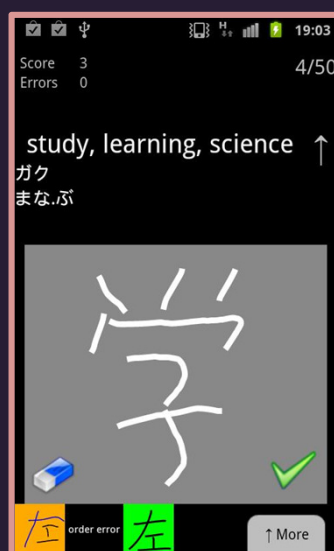 H 19:03
Score 3 4/50
Errors 0
study, learning, science ↑
ガク
まな.ぶ
学
左 order error 左
↑ More